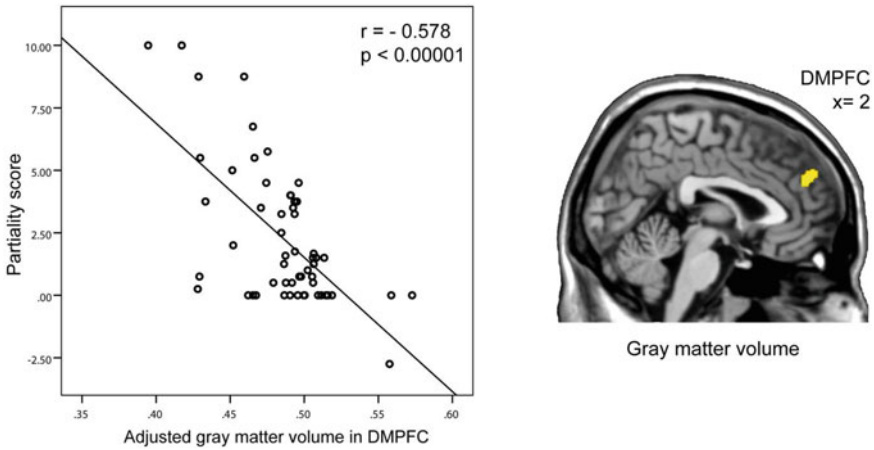 r = - 0.578
p < 0.00001
10.00
7.50
5.00
2.50
.00
-2.50
Partiality score
.35
.40
.45
.50
.55
.60
Adjusted gray matter volume in DMPFC
DMPFC
x= 2
Gray matter volume